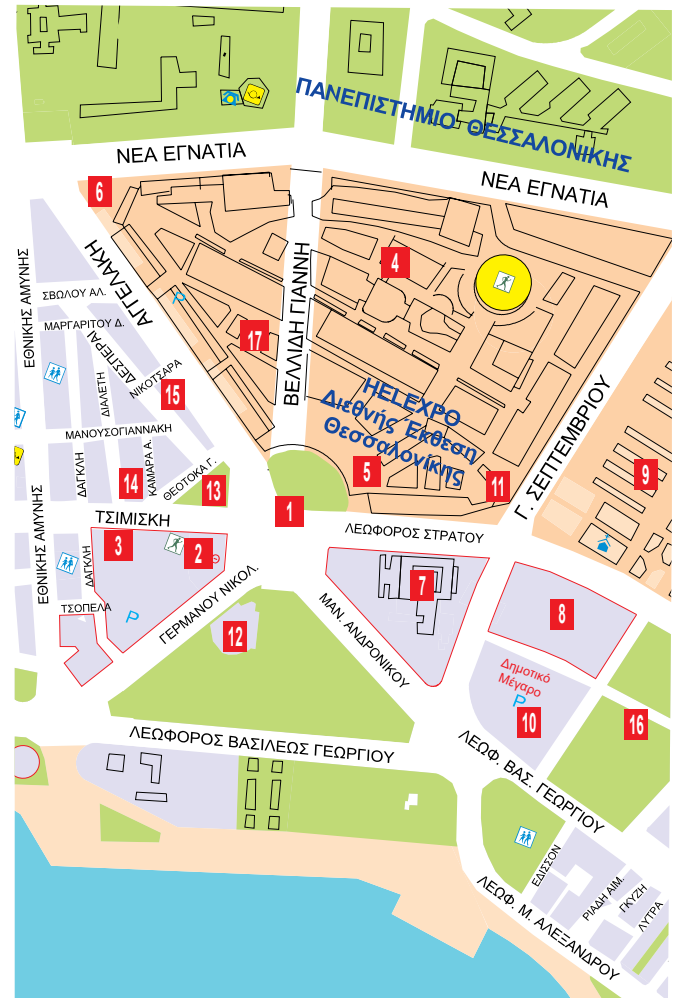 ΠΑΝΕΠΙΣΤΗΜΙΟ ΘΕΣΣΑΛΟΝΙΚΗΣ
ΝΕΑ ΕΓΝΑΤΙΑ
ΝΕΑ ΕΓΝΑΤΙΑ
6
4
ΑΓΓΕΛΑΚΗ
ΒΕΛΛΙΔΗ ΓΙΑΝΝΗ
ΕΘΝΙΚΗΣ ΑΜΥΝΗΣ
ΣΒΩΛΟΥ ΑΛ.
P
ΜΑΡΓΑΡΙΤΟΥ Δ.
ΔΕΣΠΕΡΑΙ
17
ΝΙΚΟΤΣΑΡΑ
ΔΙΑΛΕΤΗ
15
HELEXPO
Διεθνής Έκθεση
Θεσσαλονίκης
Γ. ΣΕΠΤΕΜΒΡΙΟΥ
ΜΑΝΟΥΣΟΓΙΑΝΝΑΚΗ
ΔΑΓΚΛΗ
ΚΑΜΑΡΑ Α.
ΘΕΟΤΟΚΑ Γ.
14
13
5
11
9
ΤΣΙΜΙΣΚΗ
1
ΛΕΩΦΟΡΟΣ ΣΤΡΑΤΟΥ
ΕΘΝΙΚΗΣ ΑΜΥΝΗΣ
ΔΑΓΚΛΗ
3
2
7
ΤΣΟΠΕΛΑ
P
ΓΕΡΜΑΝΟΥ ΝΙΚΟΛ.
ΜΑΝ. ΑΝΔΡΟΝΙΚΟΥ
8
12
Δημοτικό
Μέγαρο
P
10
16
ΛΕΩΦΟΡΟΣ ΒΑΣΙΛΕΩΣ ΓΕΩΡΓΙΟΥ
ΛΕΩΦ. ΒΑΣ. ΓΕΩΡΓΙΟΥ
ΕΔΙΣΣΟΝ
ΡΙΑΔΗ ΑΙΜ.
ΓΚΥΖΗ
ΛΥΤΡΑ
ΛΕΩΦ. Μ. ΑΛΕΞΑΝΔΡΟΥ